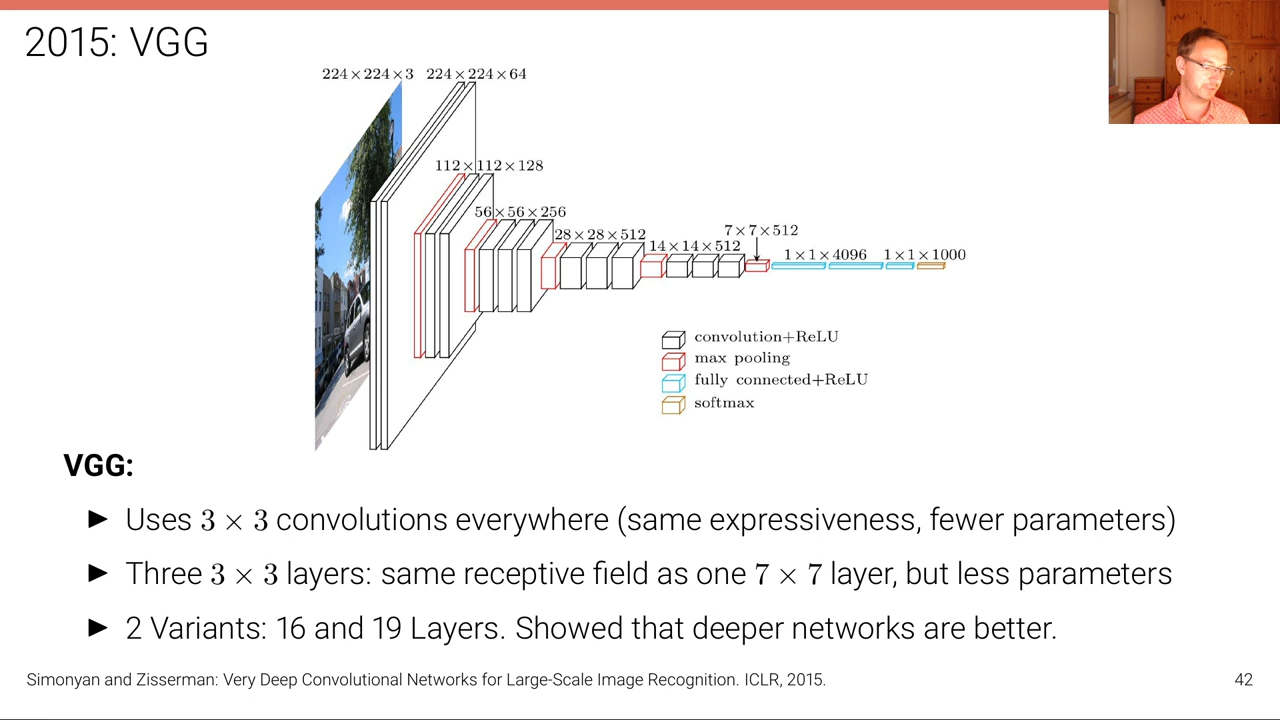 2015: VGG
224×224×3 224×224×64
112×112×128
56×56×256
28×28×512
14×14×512
7×7×512
1×1×4096 1×1×1000
convolution+ReLU
max pooling
fully connected+ReLU
softmax
VGG:
► Uses 3 × 3 convolutions everywhere (same expressiveness, fewer parameters)
► Three 3 × 3 layers: same receptive field as one 7 × 7 layer, but less parameters
► 2 Variants: 16 and 19 Layers. Showed that deeper networks are better.
Simonyan and Zisserman: Very Deep Convolutional Networks for Large-Scale Image Recognition. ICLR, 2015.
42